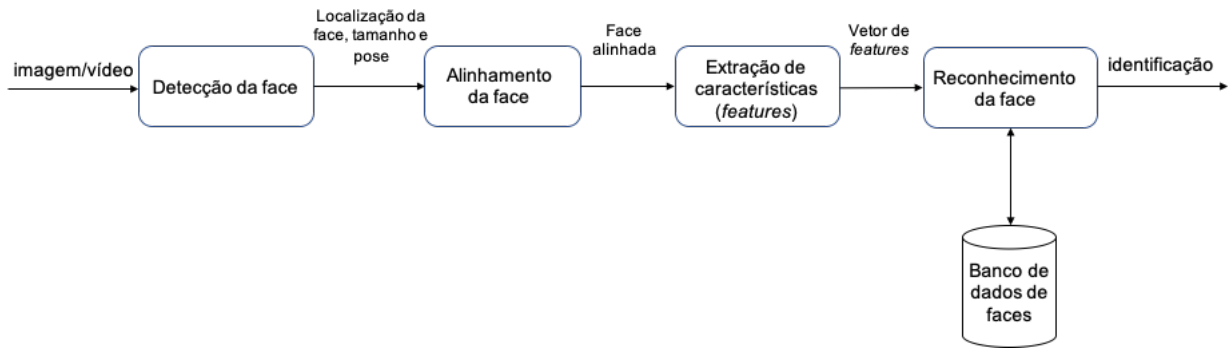 imagem/vídeo
Detecção da face
Localização da
face, tamanho e
pose
Alinhamento
da face
Face
alinhada
Extração de
características
(features)
Vetor de
features
Reconhecimento
da face
identificação
Banco de
dados de
faces